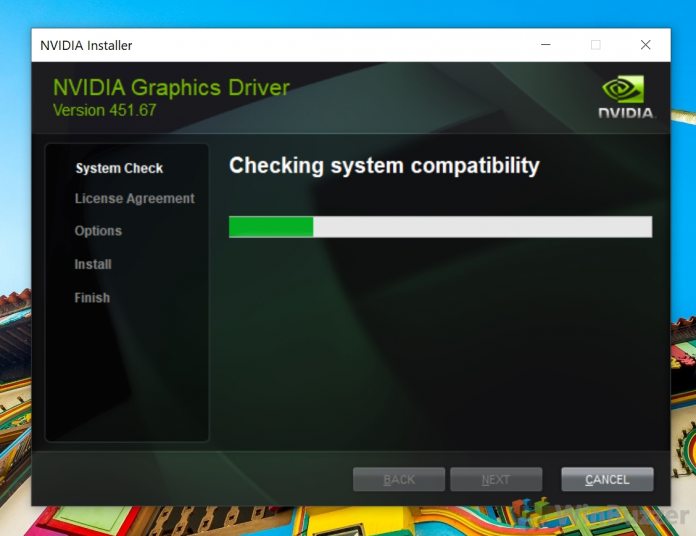 NVIDIA Installer
NVIDIA Graphics Driver
Version 451.67
NVIDIA.
System Check
License Agreement
Options
Install
Finish
Checking system compatibility
BACK
NEXT
CANCEL
WinBuzzer